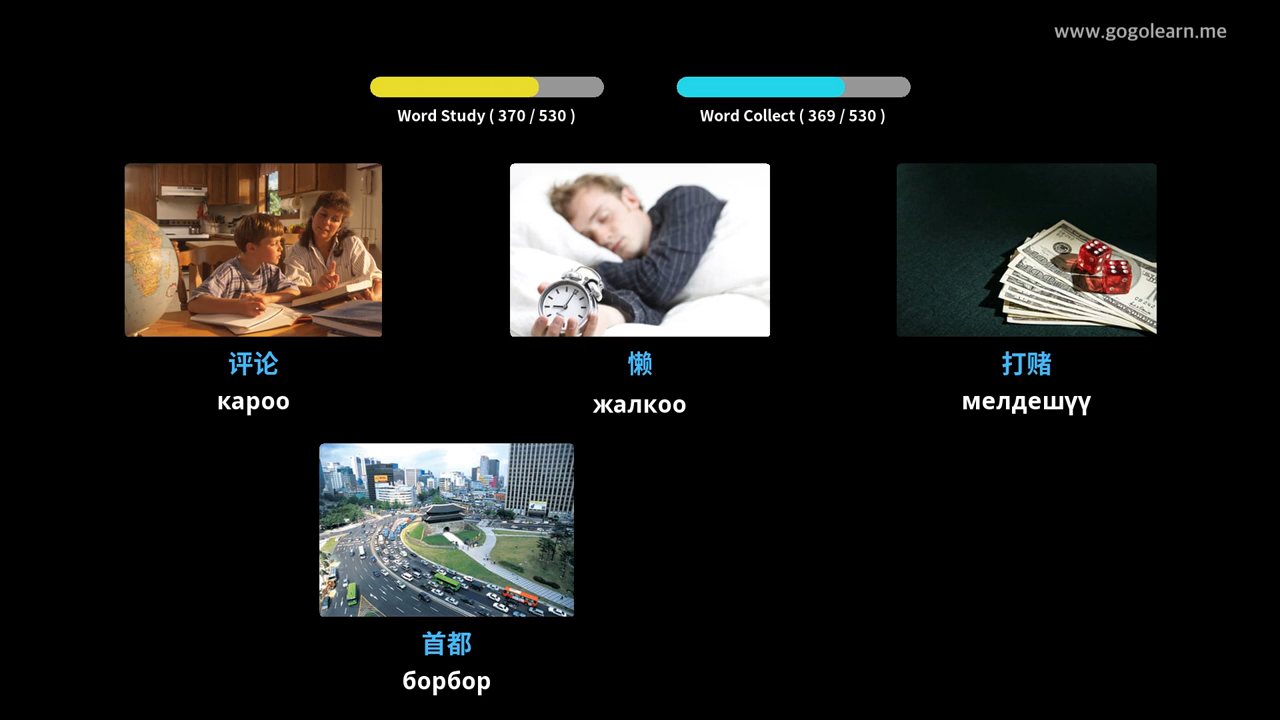 www.gogolearn.me
Word Study ( 370 / 530 )
Word Collect ( 369 / 530 )
评论
кароо
懒
жалкоо
打赌
мелдешүү
首都
борбор